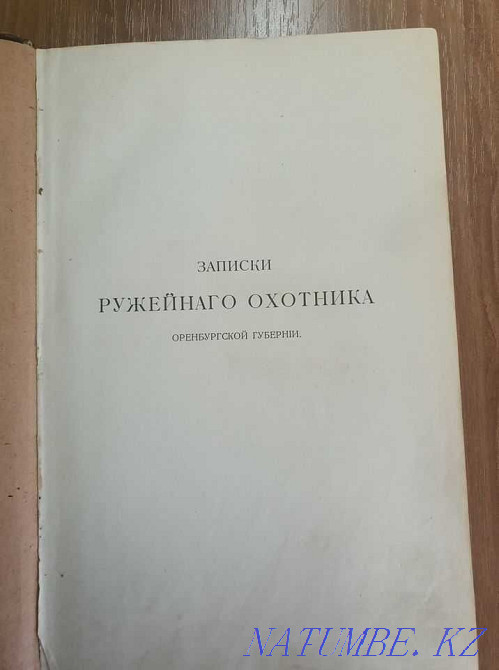 ЗАПИСКИ
РУЖЕЙНАГО ОХОТНИКА
ОРЕНБУРГСКОЙ ГУБЕРНІИ.
NATUMBE. KZ